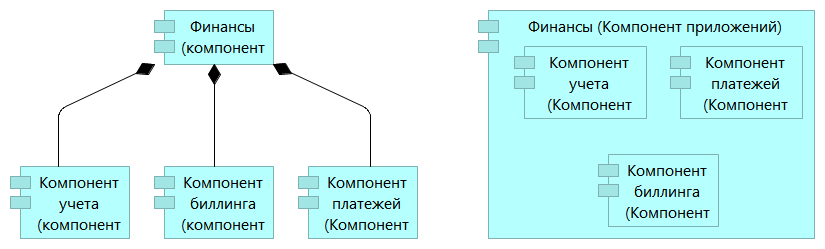 Финансы
(компонент
Компонент
учета
(компонент
Компонент
биллинга
(компонент
Компонент
платежей
(Компонент
Финансы (Компонент приложений)
Компонент
учета
(Компонент
Компонент
платежей
(Компонент
Компонент
биллинга
(Компонент